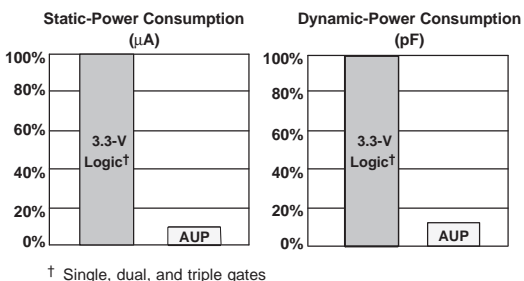 Static-Power Consumption
(µA)
100%
80%
60%
40%
20%
0%
3.3-V
Logic†
AUP
Dynamic-Power Consumption
(pF)
100%
80%
60%
40%
20%
0%
3.3-V
Logic†
AUP
† Single, dual, and triple gates